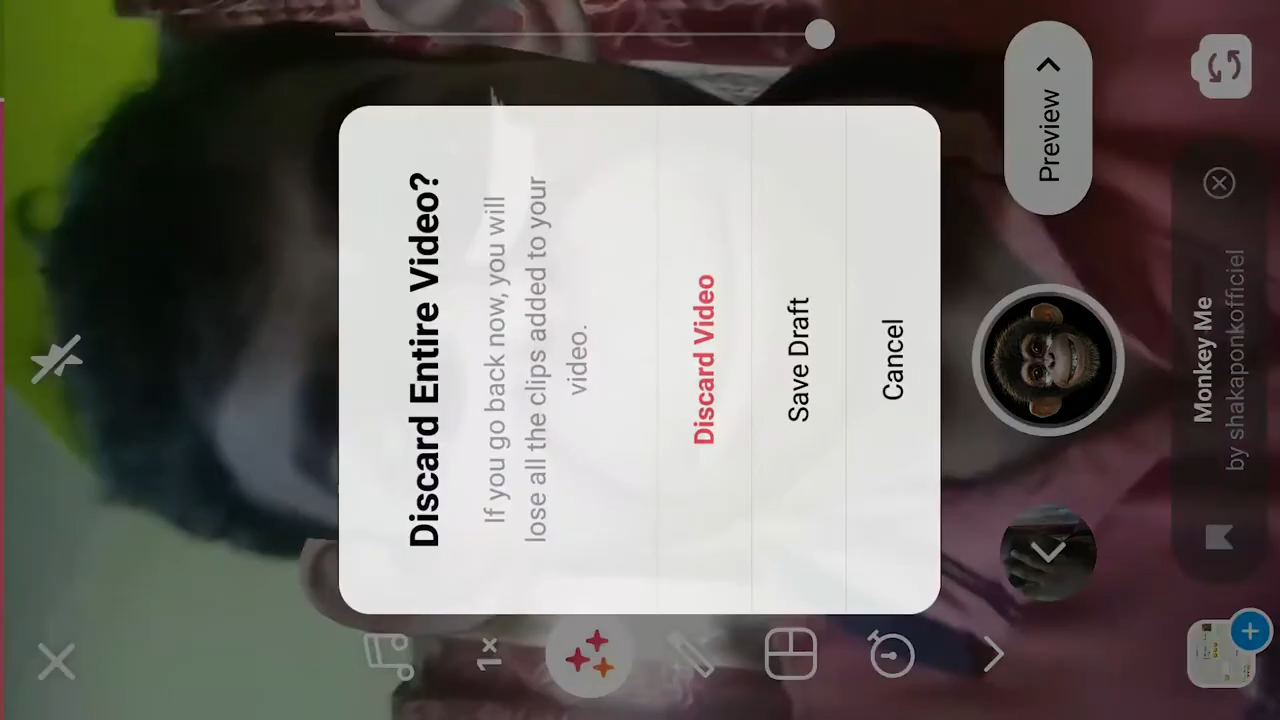 Discard Entire Video?
If you go back now, you will
lose all the clips added to your
video.
Discard Video
Save Draft
Cancel
1×
Preview
Monkey Me
by shakaponkofficiel